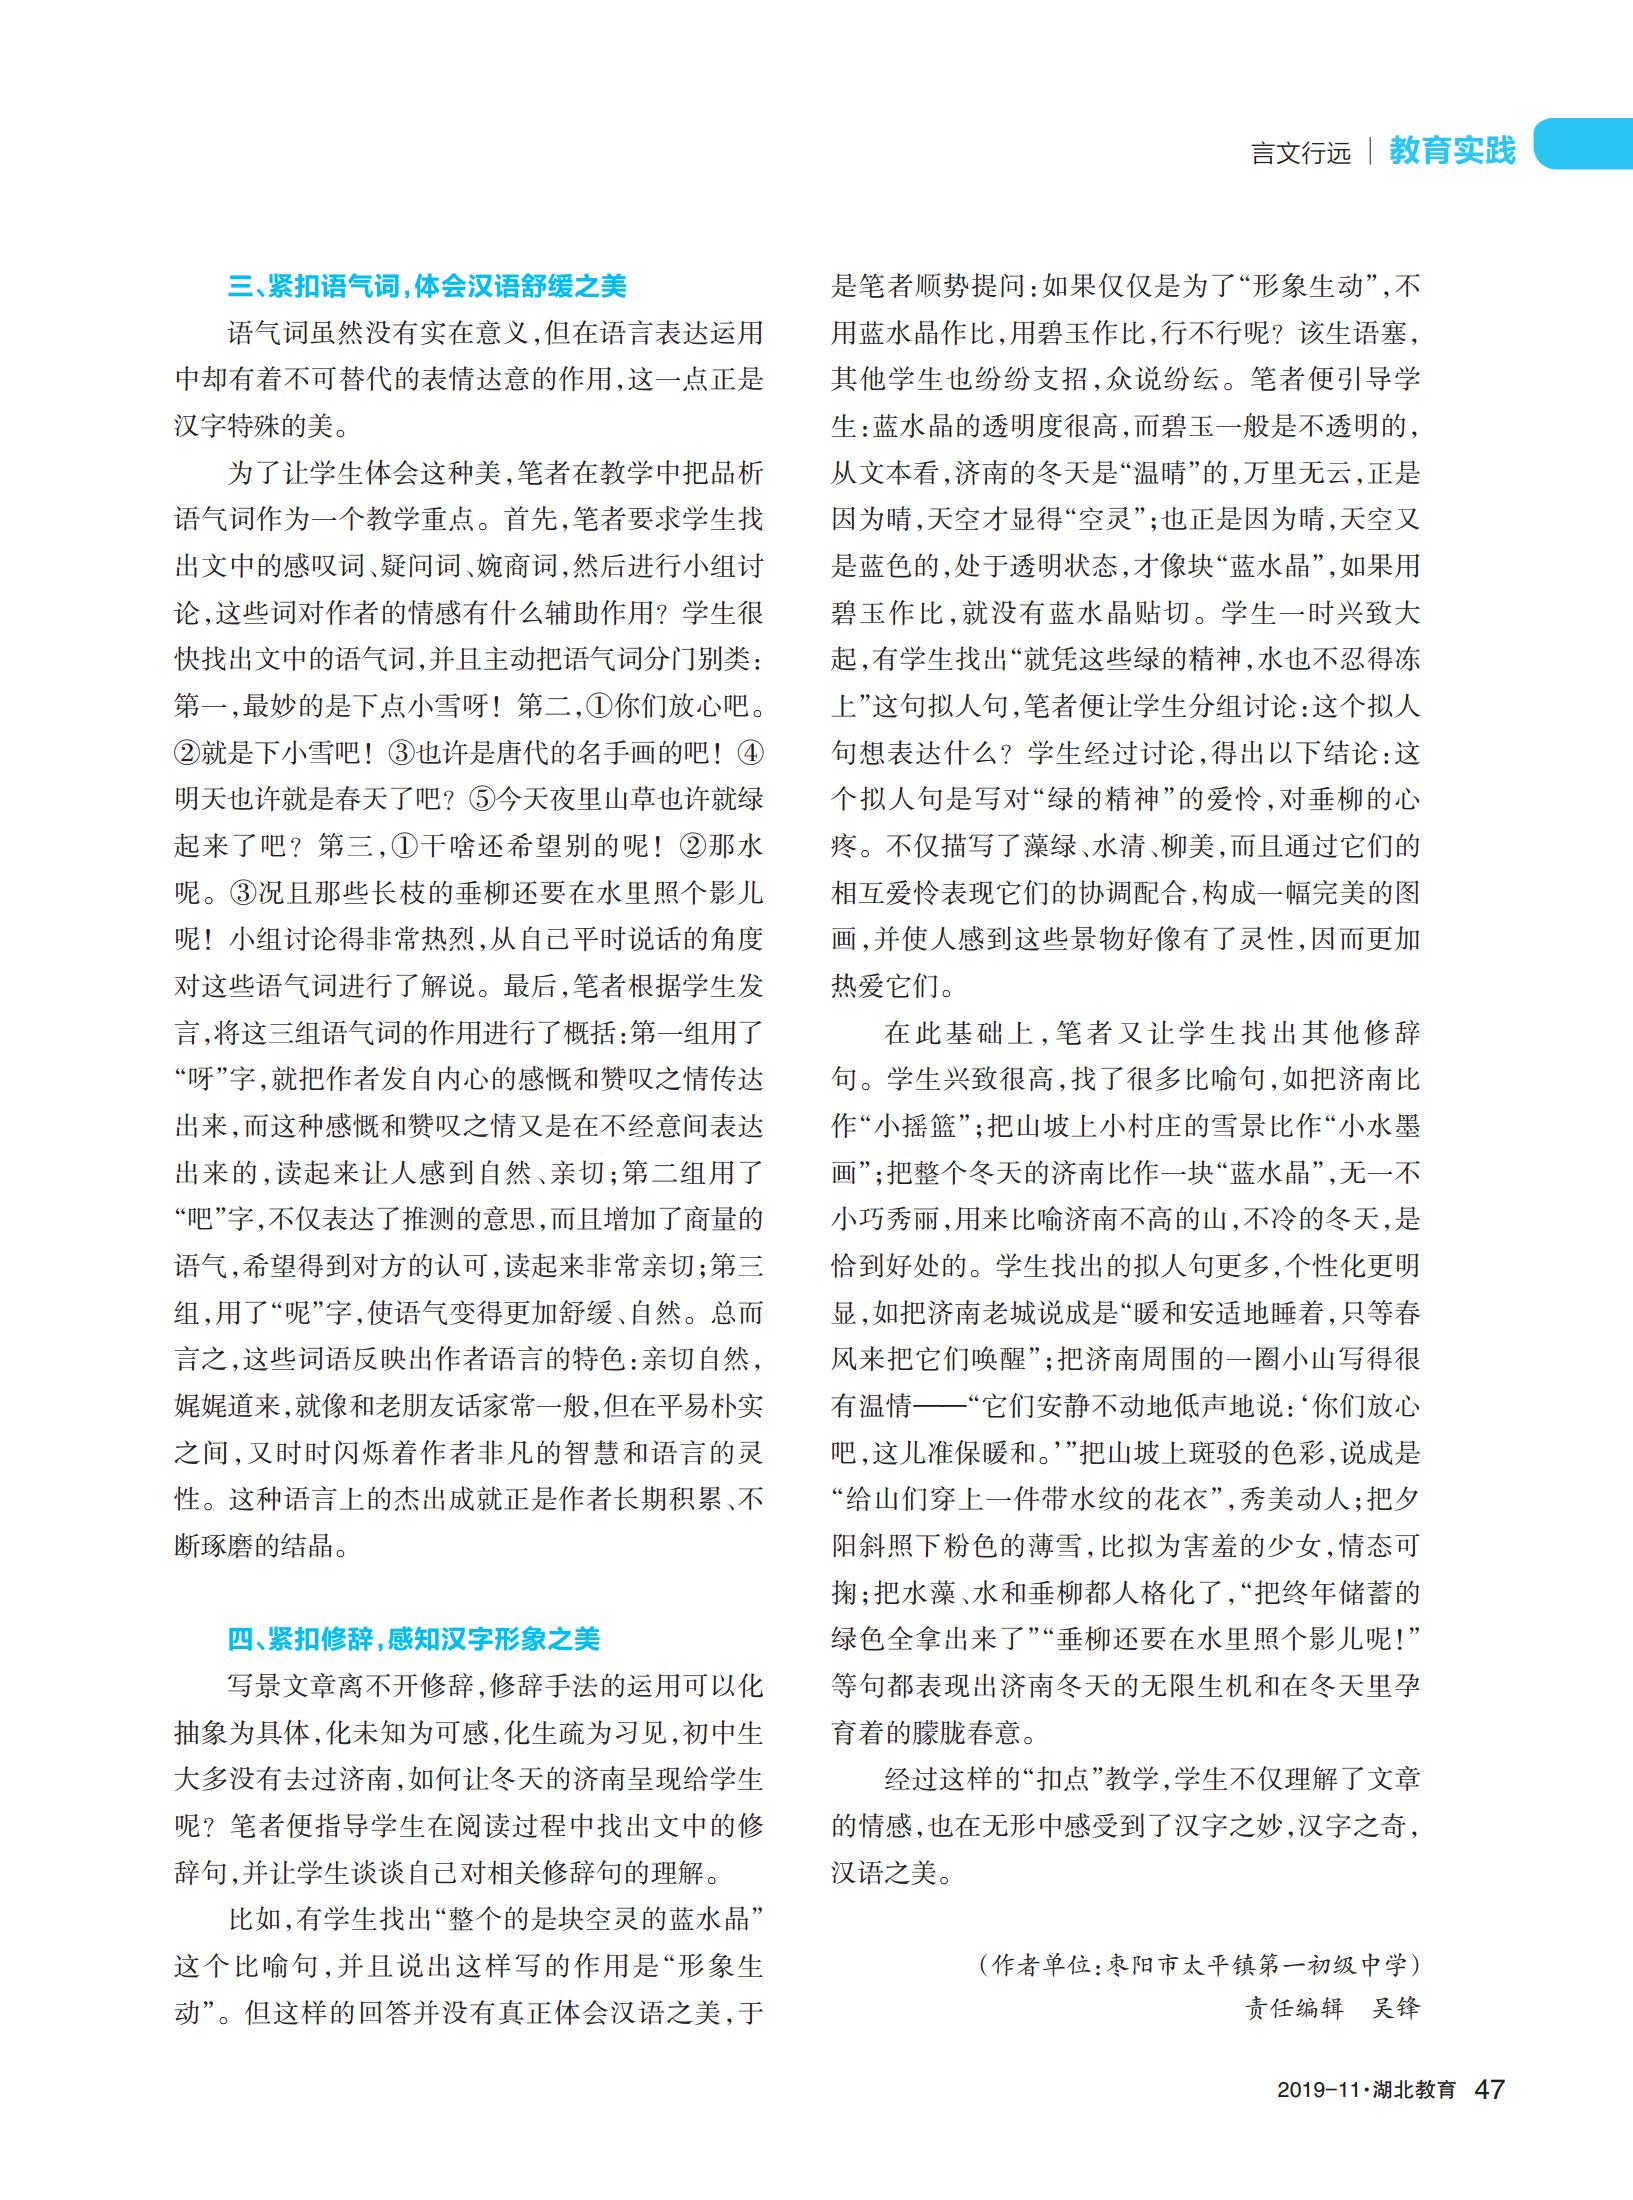 言文行远 | 教育实践
三、紧扣语气词,体会汉语舒缓之美
语气词虽然没有实在意义,但在语言表达运用
中却有着不可替代的表情达意的作用,这一点正是
汉字特殊的美。
为了让学生体会这种美,笔者在教学中把品析
语气词作为一个教学重点。首先,笔者要求学生找
出文中的感叹词、疑问词、婉商词,然后进行小组讨
论,这些词对作者的情感有什么辅助作用？学生很
快找出文中的语气词,并且主动把语气词分门别类:
第一,最妙的是下点小雪呀！第二,①你们放心吧。
②就是下小雪吧！③也许是唐代的名手画的吧！④
明天也许就是春天了吧？⑤今天夜里山草也许就绿
起来了吧？第三,①干啥还希望别的呢！②那水
呢。③况且那些长枝的垂柳还要在水里照个影儿
呢！小组讨论得非常热烈,从自己平时说话的角度
对这些语气词进行了解说。最后,笔者根据学生发
言,将这三组语气词的作用进行了概括:第一组用了
“呀”字,就把作者发自内心的感慨和赞叹之情传达
出来,而这种感慨和赞叹之情又是在不经意间表达
出来的,读起来让人感到自然、亲切;第二组用了
“吧”字,不仅表达了推测的意思,而且增加了商量的
语气,希望得到对方的认可,读起来非常亲切;第三
组,用了“呢”字,使语气变得更加舒缓、自然。总而
言之,这些词语反映出作者语言的特色:亲切自然,
娓娓道来,就像和老朋友话家常一般,但在平易朴实
之间,又时时闪烁着作者非凡的智慧和语言的灵
性。这种语言上的杰出成就正是作者长期积累、不
断琢磨的结晶。
四、紧扣修辞,感知汉字形象之美
写景文章离不开修辞,修辞手法的运用可以化
抽象为具体,化未知为可感,化生疏为习见,初中生
大多没有去过济南,如何让冬天的济南呈现给学生
呢？笔者便指导学生在阅读过程中找出文中的修
辞句,并让学生谈谈自己对相关修辞句的理解。
比如,有学生找出“整个的是块空灵的蓝水晶”
这个比喻句,并且说出这样写的作用是“形象生
动”。但这样的回答并没有真正体会汉语之美,于
是笔者顺势提问:如果仅仅是为了“形象生动”,不
用蓝水晶作比,用碧玉作比,行不行呢？该生语塞,
其他学生也纷纷支招,众说纷纭。笔者便引导学
生:蓝水晶的透明度很高,而碧玉一般是不透明的,
从文本看,济南的冬天是“温晴”的,万里无云,正是
因为晴,天空才显得“空灵”;也正是因为晴,天空又
是蓝色的,处于透明状态,才像块“蓝水晶”,如果用
碧玉作比,就没有蓝水晶贴切。学生一时兴致大
起,有学生找出“就凭这些绿的精神,水也不忍得冻
上”这句拟人句,笔者便让学生分组讨论:这个拟人
句想表达什么？学生经过讨论,得出以下结论:这
个拟人句是写对“绿的精神”的爱怜,对垂柳的心
疼。不仅描写了藻绿、水清、柳美,而且通过它们的
相互爱怜表现它们的协调配合,构成一幅完美的图
画,并使人感到这些景物好像有了灵性,因而更加
热爱它们。
在此基础上,笔者又让学生找出其他修辞
句。学生兴致很高,找了很多比喻句,如把济南比
作“小摇篮”;把山坡上小村庄的雪景比作“小水墨
画”;把整个冬天的济南比作一块“蓝水晶”,无一不
小巧秀丽,用来比喻济南不高的山,不冷的冬天,是
恰到好处的。学生找出的拟人句更多,个性化更明
显,如把济南老城说成是“暖和安适地睡着,只等春
风来把它们唤醒”;把济南周围的一圈小山写得很
有温情——“它们安静不动地低声地说:‘你们放心
吧,这儿准保暖和。’”把山坡上斑驳的色彩,说成是
“给山们穿上一件带水纹的花衣”,秀美动人;把夕
阳斜照下粉色的薄雪,比拟为害羞的少女,情态可
掬;把水藻、水和垂柳都人格化了,“把终年储蓄的
绿色全拿出来了”“垂柳还要在水里照个影儿呢!”
等句都表现出济南冬天的无限生机和在冬天里孕
育着的朦胧春意。
经过这样的“扣点”教学,学生不仅理解了文章
的情感,也在无形中感受到了汉字之妙,汉字之奇,
汉语之美。
(作者单位:枣阳市太平镇第一初级中学)
责任编辑　吴锋
2019-11·湖北教育 47